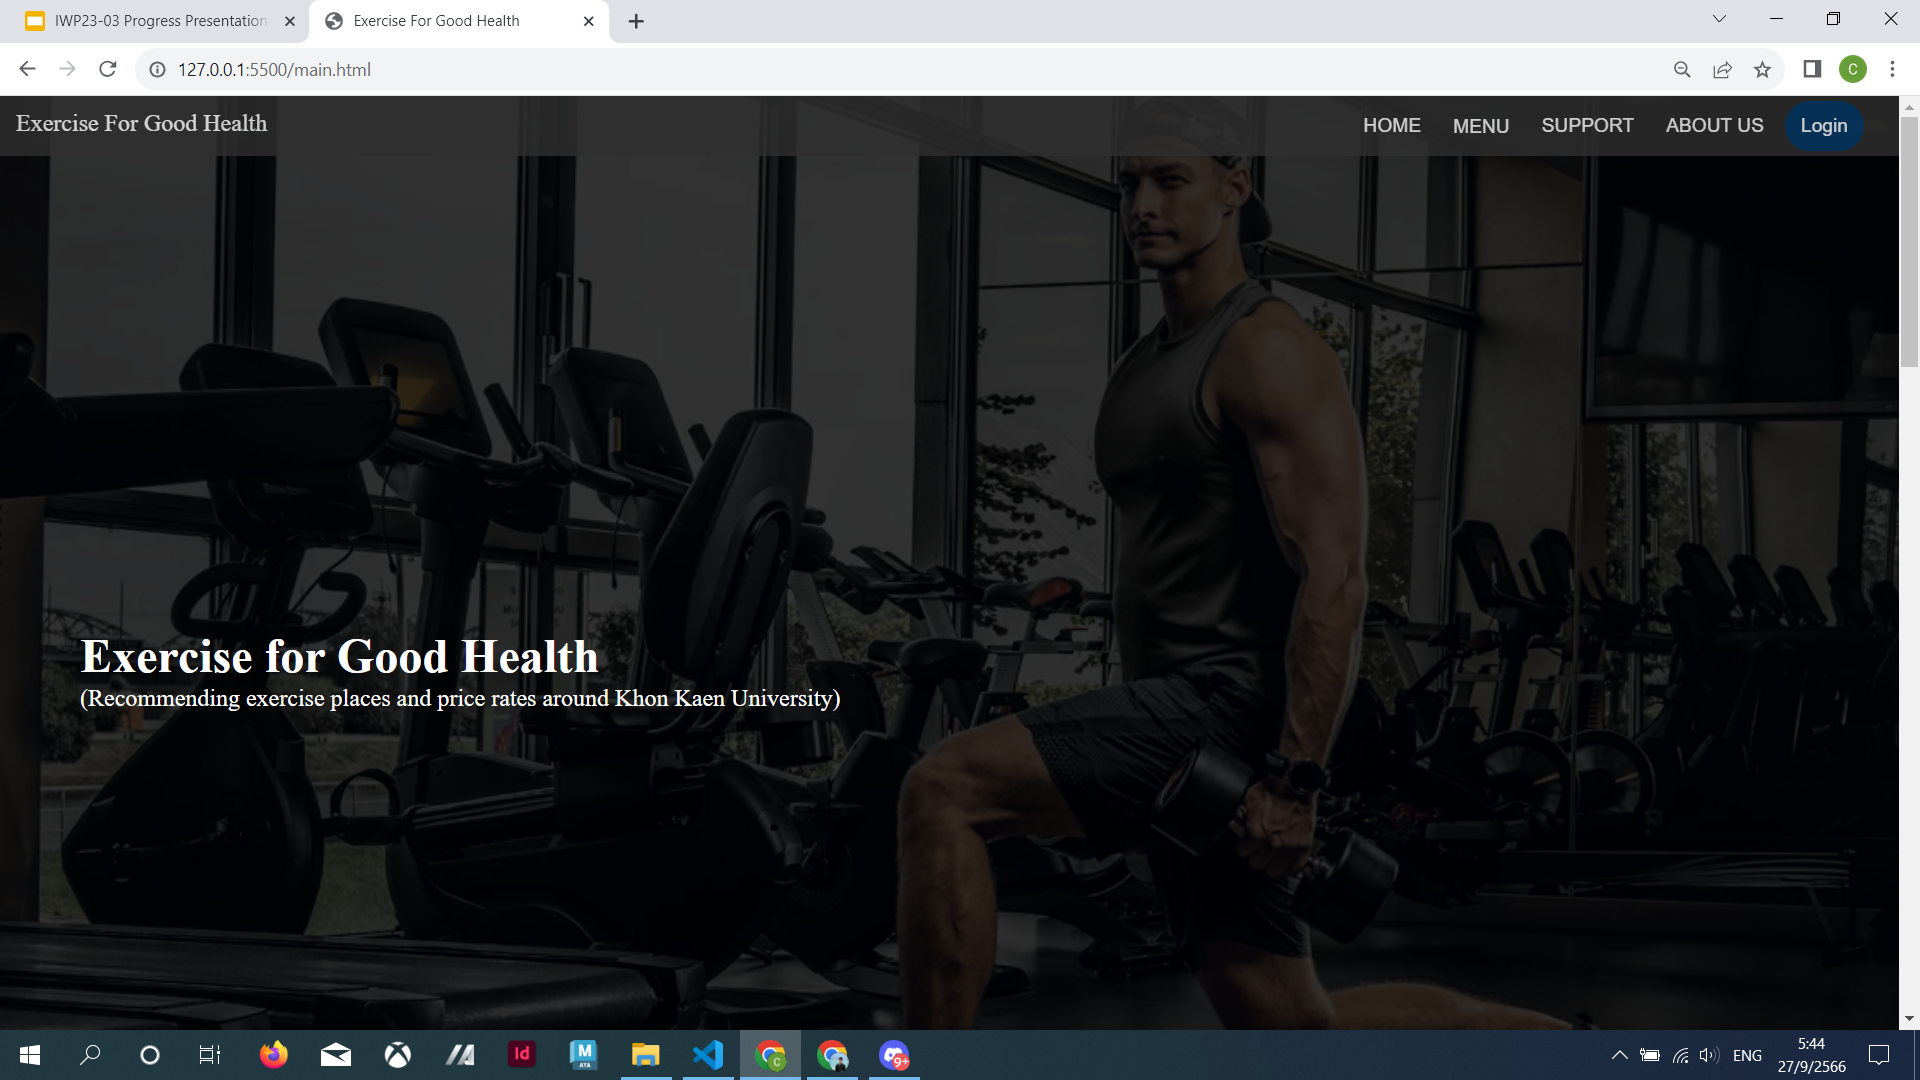 IWP23-03 Progress Presentation
Exercise For Good Health
127.0.0.1:5500/main.html
C
Exercise For Good Health
HOME
MENU
SUPPORT
ABOUT US
Login
Exercise for Good Health
(Recommending exercise places and price rates around Khon Kaen University)
Id
M
AYA
C
9+
ENG
5:44
27/9/2566